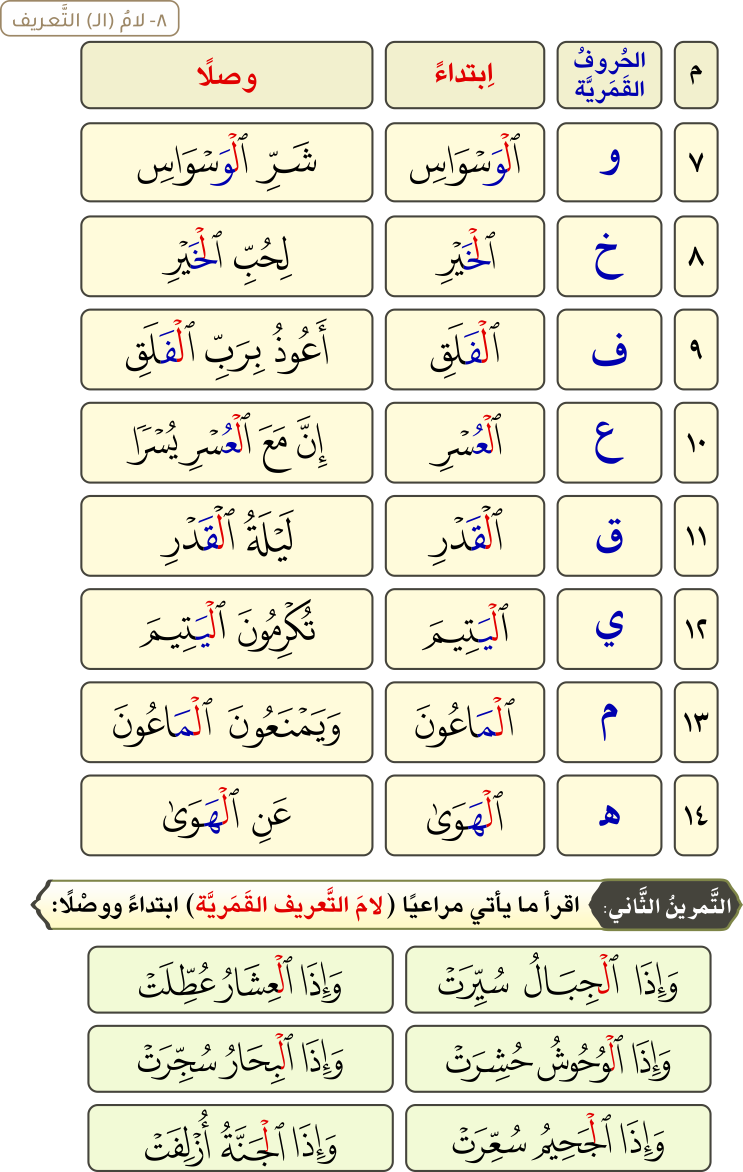 ٨- لامُ (الـ) التَّعريف
م الحُروفُ القَمَريَّة اِبتداءً وصلًا
٧ و ٱلۡوَسۡوَاسِ شَرِّ ٱلۡوَسۡوَاسِ
٨ خ ٱلۡخَيۡرِ لِحُبِّ ٱلۡخَيۡرِ
٩ ف ٱلۡفَلَقِ أَعُوذُ بِرَبِّ ٱلۡفَلَقِ
١٠ ع ٱلۡعُسۡرِ إِنَّ مَعَ ٱلۡعُسۡرِ يُسۡرٗا
١١ ق ٱلۡقَدۡرِ لَيۡلَةُ ٱلۡقَدۡرِ
١٢ ي ٱلۡيَتِيمَ تُكۡرِمُونَ ٱلۡيَتِيمَ
١٣ م ٱلۡمَاعُونَ وَيَمۡنَعُونَ ٱلۡمَاعُونَ
١٤ هـ ٱلۡهَوَىٰ عَنِ ٱلۡهَوَىٰ
التَّمرينُ الثَّاني: اقرأ ما يأتي مراعيًا (لامَ التَّعريف القَمَريَّة) ابتداءً ووصْلًا:
وَإِذَا ٱلۡجِبَالُ سُيِّرَتۡ وَإِذَا ٱلۡعِشَارُ عُطِّلَتۡ
وَإِذَا ٱلۡوُحُوشُ حُشِرَتۡ وَإِذَا ٱلۡبِحَارُ سُجِّرَتۡ
وَإِذَا ٱلۡجَحِيمُ سُعِّرَتۡ وَإِذَا ٱلۡجَنَّةُ أُزۡلِفَتۡ